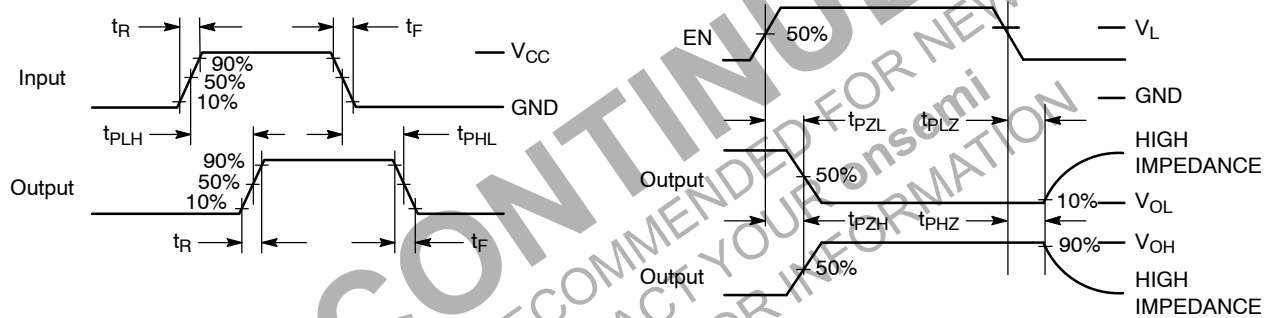 tR
tF
VCC
Input
90%
50%
10%
GND
tPLH
tPHL
Output
90%
50%
10%
tR
tF
EN
50%
VL
GND
tPZL
tPLZ
HIGH
IMPEDANCE
Output
50%
10%
VOL
tPZH
tPHZ
VOH
90%
Output
50%
HIGH
IMPEDANCE
CONTINUE
RECOMMENDED FOR NEW
YOUR onsemi
FOR INFORMATION